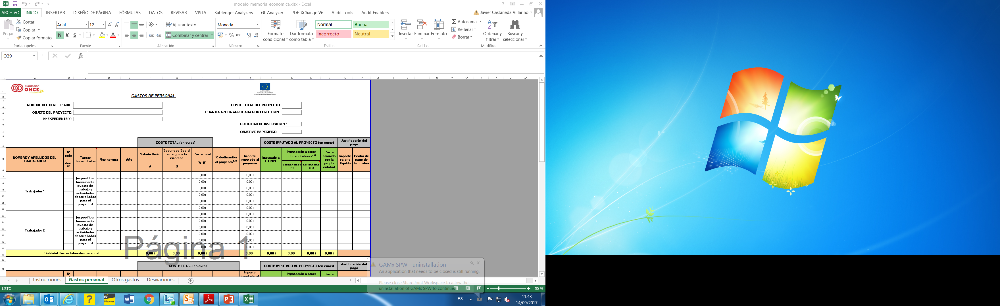 modelo_memoria_economica.xlsx - Excel
ARCHIVO INICIO INSERTAR DISEÑO DE PÁGINA FÓRMULAS DATOS REVISAR VISTA Subledger Analyzers GL Analyzer PDF-XChange V6 Audit Tools Audit Enablers Javier Castañeda Villarino
Pegar Cortar
Copiar
Copiar formato
Portapapeles
Arial 12
N K S
Fuente
Ajustar texto
Combinar y centrar
Alineación
Moneda
% 000
Número
Formato condicional
Dar formato como tabla
Normal Buena
Incorrecto Neutral
Estilos
Insertar Eliminar Formato
Celdas
Autosuma
Rellenar
Borrar
Ordenar y filtrar
Buscar y seleccionar
Modificar
O29 fx
A B C D E F G H I J K L M N O P Q R S T U V W X Y Z AA
Fundación
ONCE
UNIÓN EUROPEA
FONDO SOCIAL EUROPEO
GASTOS DE PERSONAL
NOMBRE DEL BENEFICIARIO: COSTE TOTAL DEL PROYECTO:
OBJETO DEL PROYECTO: CUANTÍA AYUDA APROBADA POR FUND. ONCE:
Nº EXPEDIENTE(s):
PRIORIDAD DE INVERSION 9.1
OBJETIVO ESPECIFICO
COSTE TOTAL (en euros) COSTE IMPUTADO AL PROYECTO (en euros) Justificación del pago
NOMBRE Y APELLIDOS DEL TRABAJADOR
Nº orden doc. (1)
Tareas desarrolladas
Mes nómina
Año
Salario Bruto A
Seguridad Social a cargo de la empresa B
Coste total (A+B)
% dedicación al proyecto(2)
Importe imputado al proyecto
Imputado a F.ONCE
Imputación a otros cofinanciadores(3)
Cofinanciador 1
Cofinanciador 2
Coste asumido por la propia entidad
Importe salario líquido
Fecha de pago de la nomina
Trabajador 1
(especificar brevemente puesto de trabajo y actividades desarrolladas para el proyecto)
0,00 ı 0,00 ı
0,00 ı 0,00 ı
0,00 ı 0,00 ı
0,00 ı 0,00 ı
0,00 ı 0,00 ı
0,00 ı 0,00 ı
Trabajador 2
(especificar brevemente puesto de trabajo y actividades desarrolladas para el proyecto)
0,00 ı 0,00 ı
0,00 ı 0,00 ı
0,00 ı 0,00 ı
0,00 ı 0,00 ı
0,00 ı 0,00 ı
0,00 ı 0,00 ı
Página 1
Subtotal Costes laborales personal 0,00 ı 0,00 ı 0,00 ı 0,00 ı 0,00 ı 0,00 ı 0,00 ı 0,00 ı
COSTE TOTAL (en euros) COSTE IMPUTADO AL PROYECTO (en euros) Justificación del pago
Nº Importe imputado al Imputación a otros Coste
GAMx SPW - uninstallation
An application that needs to be closed is still running.
Please close SharePoint Workspace to allow the
uninstallation of GAMx SPW to continue
Instrucciones Gastos personal Otros gastos Desviaciones
LISTO 50 %
EY
Discover
ES EY 11:43
14/09/2017